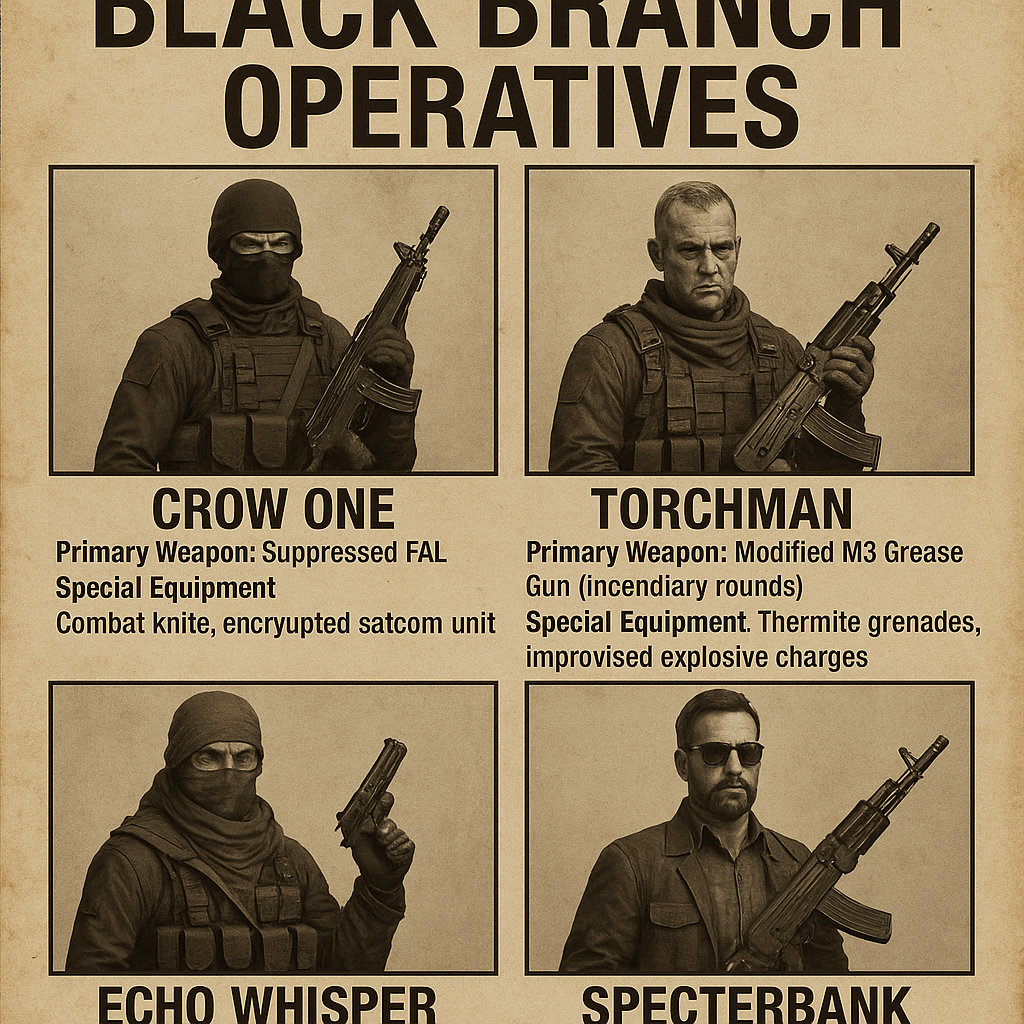 BLACK BRANCH
OPERATIVES
CROW ONE
Primary Weapon: Suppressed FAL
Special Equipment
Combat knite, encryupted satcom unit
TORCHMAN
Primary Weapon: Modified M3 Grease
Gun (incendiary rounds)
Special Equipment. Thermite grenades,
improvised explosive charges
ECHO WHISPER
SPECTERBANK